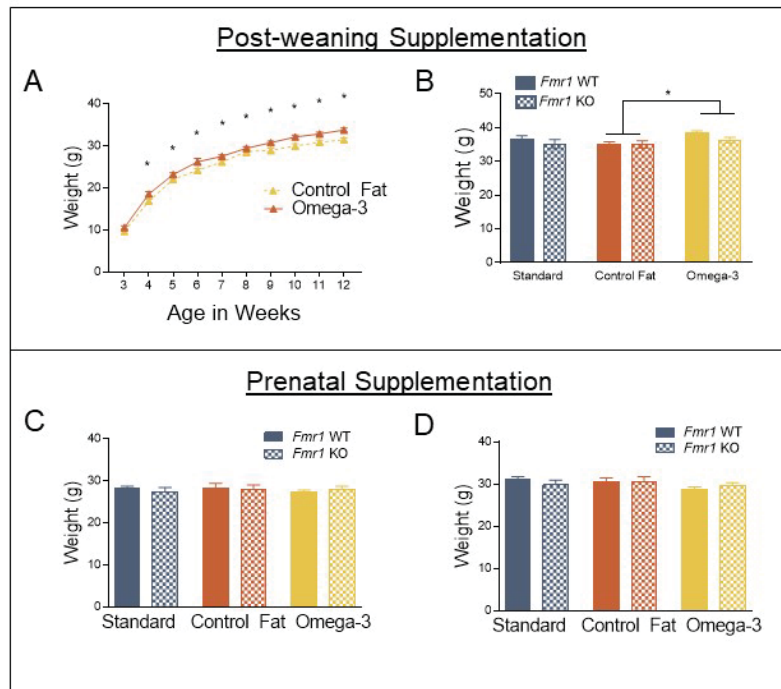 Post-weaning Supplementation
A
* * * * * * * * *
Weight (g)
40
30
20
10
0
Control Fat
Omega-3
3 4 5 6 7 8 9 10 11 12
Age in Weeks
B
Fmr1 WT
Fmr1 KO
*
Weight (g)
50
40
30
20
10
0
Standard Control Fat Omega-3
Prenatal Supplementation
C
Fmr1 WT
Fmr1 KO
Weight (g)
40
30
20
10
0
Standard Control Fat Omega-3
D
Fmr1 WT
Fmr1 KO
Weight (g)
40
30
20
10
0
Standard Control Fat Omega-3